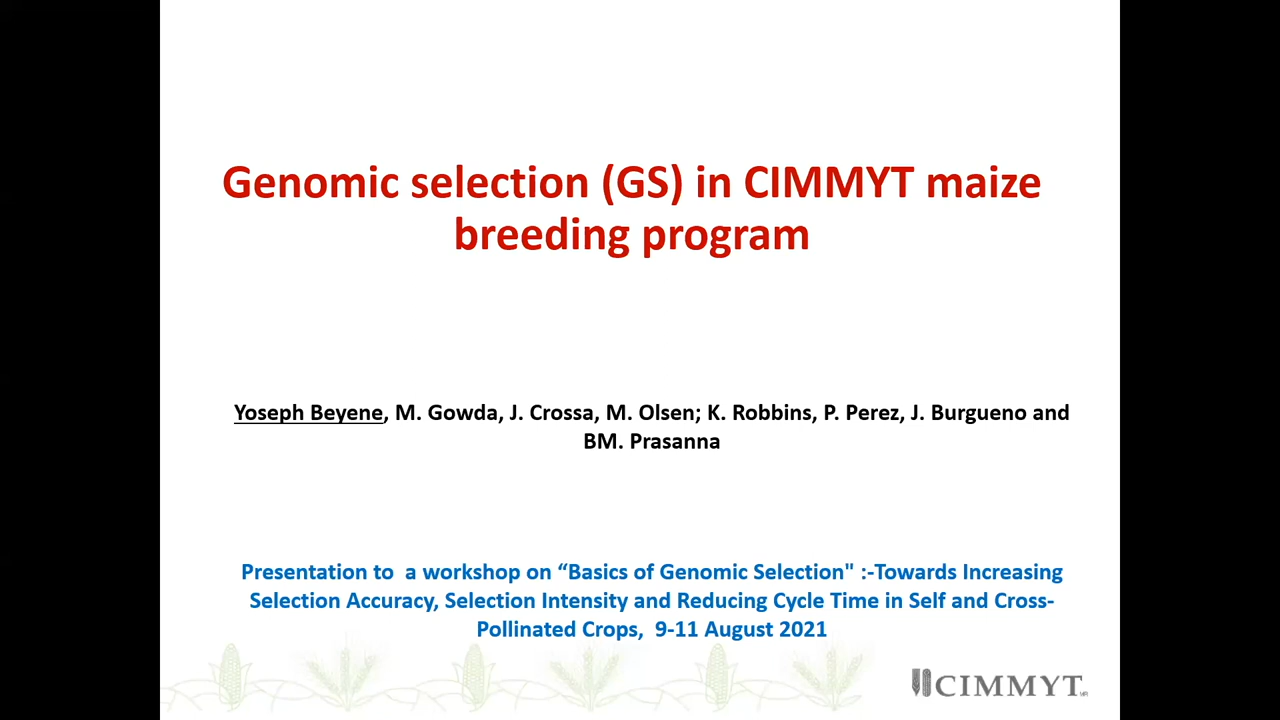 Genomic selection (GS) in CIMMYT maize
breeding program
Yoseph Beyene, M. Gowda, J. Crossa, M. Olsen; K. Robbins, P. Perez, J. Burgueno and
BM. Prasanna
Presentation to  a workshop on “Basics of Genomic Selection" :-Towards Increasing
Selection Accuracy, Selection Intensity and Reducing Cycle Time in Self and Cross-
Pollinated Crops,  9-11 August 2021
CIMMYT